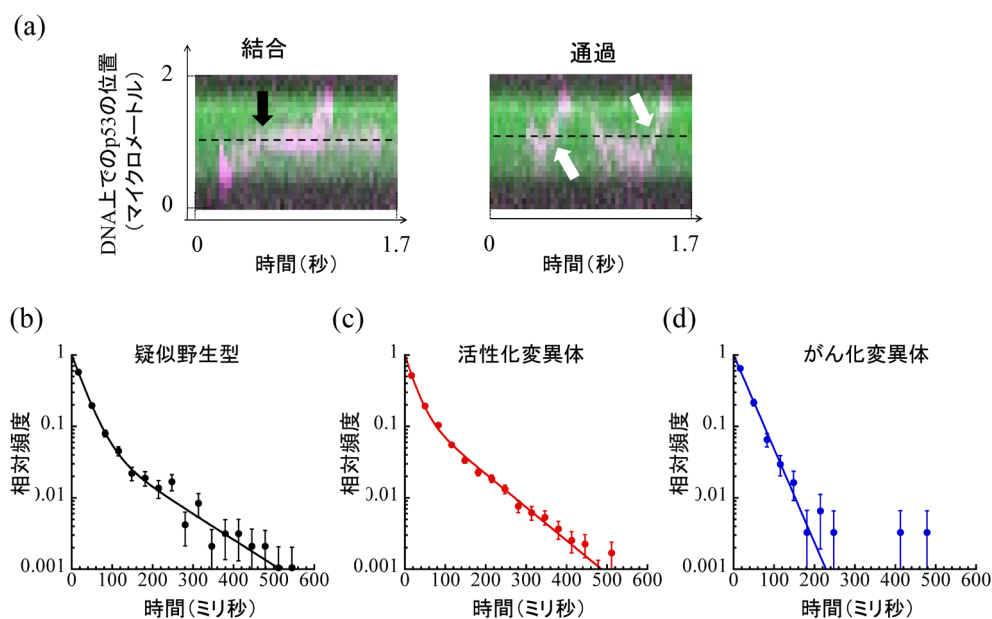 (a)
結合
通過
DNA上でのp53の位置
(マイクロメートル)
2
0
0
1.7
時間(秒)
0
1.7
時間(秒)
(b)
(c)
(d)
疑似野生型
相対頻度
1
0.1
0.01
0.001
0 100 200 300 400 500 600
時間(ミリ秒)
活性化変異体
相対頻度
1
0.1
0.01
0.001
0 100 200 300 400 500 600
時間(ミリ秒)
がん化変異体
相対頻度
1
0.1
0.01
0.001
0 100 200 300 400 500 600
時間(ミリ秒)